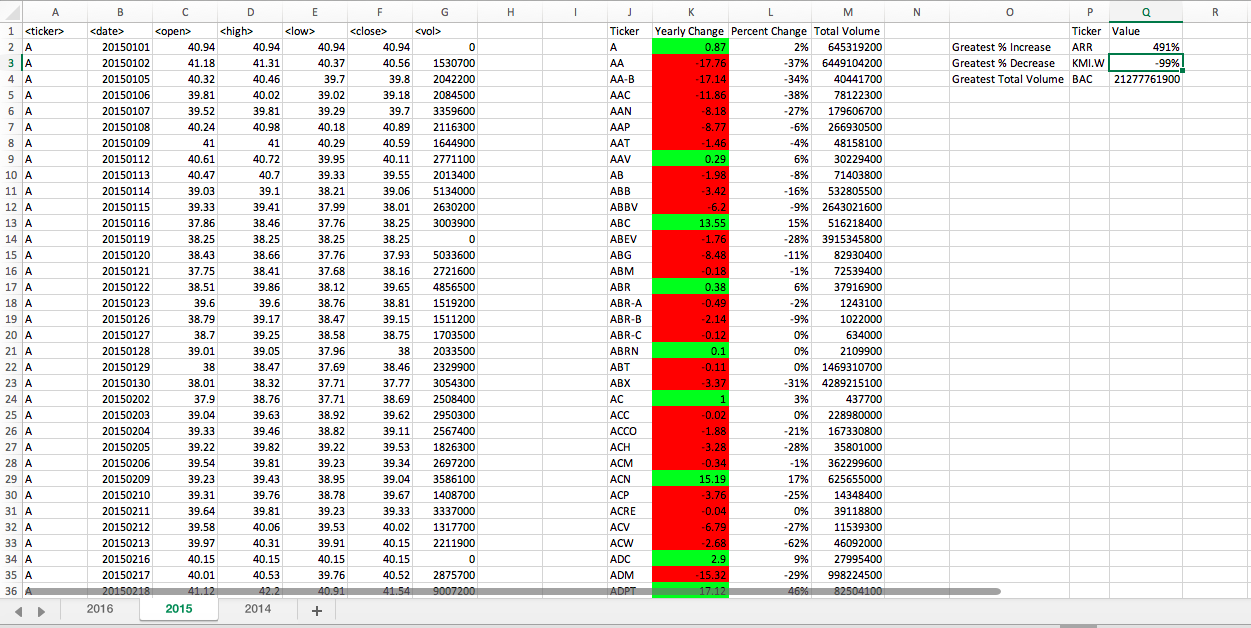 A B C D E F G H I J K L M N O P Q R
1 <ticker> <date> <open> <high> <low> <close> <vol> Ticker Yearly Change Percent Change Total Volume Ticker Value
2 A 20150101 40.94 40.94 40.94 40.94 0 A 0.87 2% 645319200 Greatest % Increase ARR 491%
3 A 20150102 41.18 41.31 40.37 40.56 1530700 AA -17.76 -37% 6449104200 Greatest % Decrease KMI.W -99%
4 A 20150105 40.32 40.46 39.7 39.8 2042200 AA-B -17.14 -34% 40441700 Greatest Total Volume BAC 21277761900
5 A 20150106 39.81 40.02 39.02 39.18 2084500 AAC -11.86 -38% 78122300
6 A 20150107 39.52 39.81 39.29 39.7 3359600 AAN -8.18 -27% 179606700
7 A 20150108 40.24 40.98 40.18 40.89 2116300 AAP -8.77 -6% 266930500
8 A 20150109 41 41 40.29 40.59 1644900 AAT -1.46 -4% 48158100
9 A 20150112 40.61 40.72 39.95 40.11 2771100 AAV 0.29 6% 30229400
10 A 20150113 40.47 40.7 39.33 39.55 2013400 AB -1.98 -8% 71403800
11 A 20150114 39.03 39.1 38.21 39.06 5134000 ABB -3.42 -16% 532805500
12 A 20150115 39.33 39.41 37.99 38.01 2630200 ABBV -6.2 -9% 2643021600
13 A 20150116 37.86 38.46 37.76 38.25 3003900 ABC 13.55 15% 516218400
14 A 20150119 38.25 38.25 38.25 38.25 0 ABEV -1.76 -28% 3915345800
15 A 20150120 38.43 38.66 37.76 37.93 5033600 ABG -8.48 -11% 82930400
16 A 20150121 37.75 38.41 37.68 38.16 2721600 ABM -0.18 -1% 72539400
17 A 20150122 38.51 39.86 38.12 39.65 4856500 ABR 0.38 6% 37916900
18 A 20150123 39.6 39.6 38.76 38.81 1519200 ABR-A -0.49 -2% 1243100
19 A 20150126 38.79 39.17 38.47 39.15 1511200 ABR-B -2.14 -9% 1022000
20 A 20150127 38.7 39.25 38.58 38.75 1703500 ABR-C -0.12 0% 634000
21 A 20150128 39.01 39.05 37.96 38 2033500 ABRN 0.1 0% 2109900
22 A 20150129 38 38.47 37.69 38.46 2329900 ABT -0.11 0% 1469310700
23 A 20150130 38.01 38.32 37.71 37.77 3054300 ABX -3.37 -31% 4289215100
24 A 20150202 37.9 38.76 37.71 38.69 2508400 AC 1 3% 437700
25 A 20150203 39.04 39.63 38.92 39.62 2950300 ACC -0.02 0% 228980000
26 A 20150204 39.33 39.46 38.82 39.11 2567400 ACCO -1.88 -21% 167330800
27 A 20150205 39.22 39.82 39.22 39.53 1826300 ACH -3.28 -28% 35801000
28 A 20150206 39.54 39.81 39.23 39.34 2697200 ACM -0.34 -1% 362299600
29 A 20150209 39.23 39.43 38.95 39.04 3586100 ACN 15.19 17% 625655000
30 A 20150210 39.31 39.76 38.78 39.67 1408700 ACP -3.76 -25% 14348400
31 A 20150211 39.64 39.81 39.23 39.33 3337000 ACRE -0.04 0% 39118800
32 A 20150212 39.58 40.06 39.53 40.02 1317700 ACV -6.79 -27% 11539300
33 A 20150213 39.97 40.31 39.91 40.15 2211900 ACW -2.68 -62% 46092000
34 A 20150216 40.15 40.15 40.15 40.15 0 ADC 2.9 9% 27995400
35 A 20150217 40.01 40.53 39.76 40.52 2875700 ADM -15.32 -29% 998224500
36 A 20150218 41.12 42.2 40.91 41.54 9007200 ADPT 17.12 46% 82504100
2016 2015 2014 +